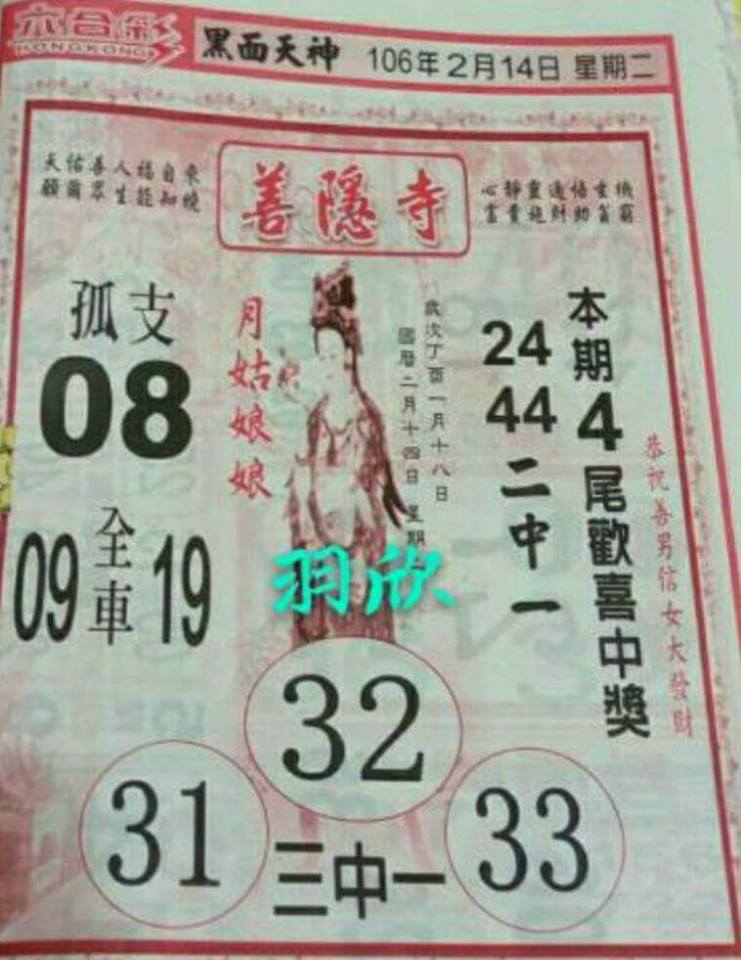 六合彩
HONGKONG
黑面天神 106年2月14日 星期二
善隱寺
天佑善人福自來
願爾眾生能知曉
心靜靈通悟玄機
富貴施財助貧窮
孤支
08
月姑娘娘
歲次丁酉一月十八日
國曆二月十四日 星期
24
44
二中一
本期4尾歡喜中獎
恭祝善男信女大發財
09 全車 19
羽欣
32
31 三中一 33